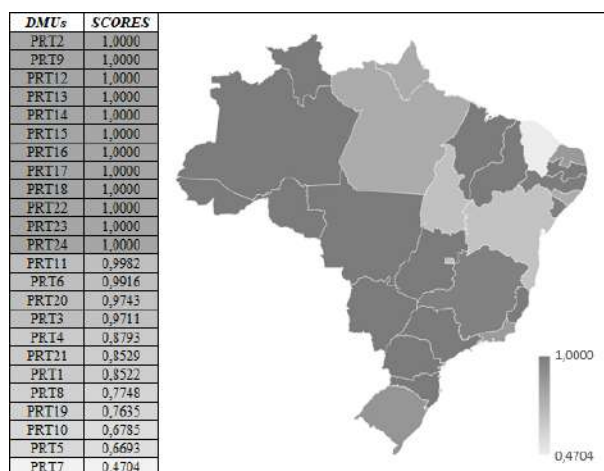 DMUs SCORES
PRT2 1,0000
PRT9 1,0000
PRT12 1,0000
PRT13 1,0000
PRT14 1,0000
PRT15 1,0000
PRT16 1,0000
PRT17 1,0000
PRT18 1,0000
PRT22 1,0000
PRT23 1,0000
PRT24 1,0000
PRT11 0,9982
PRT6 0,9916
PRT20 0,9743
PRT3 0,9711
PRT4 0,8793
PRT21 0,8529
PRT1 0,8522
PRT8 0,7748
PRT19 0,7635
PRT10 0,6785
PRT5 0,6693
PRT7 0,4704
1,0000
0,4704